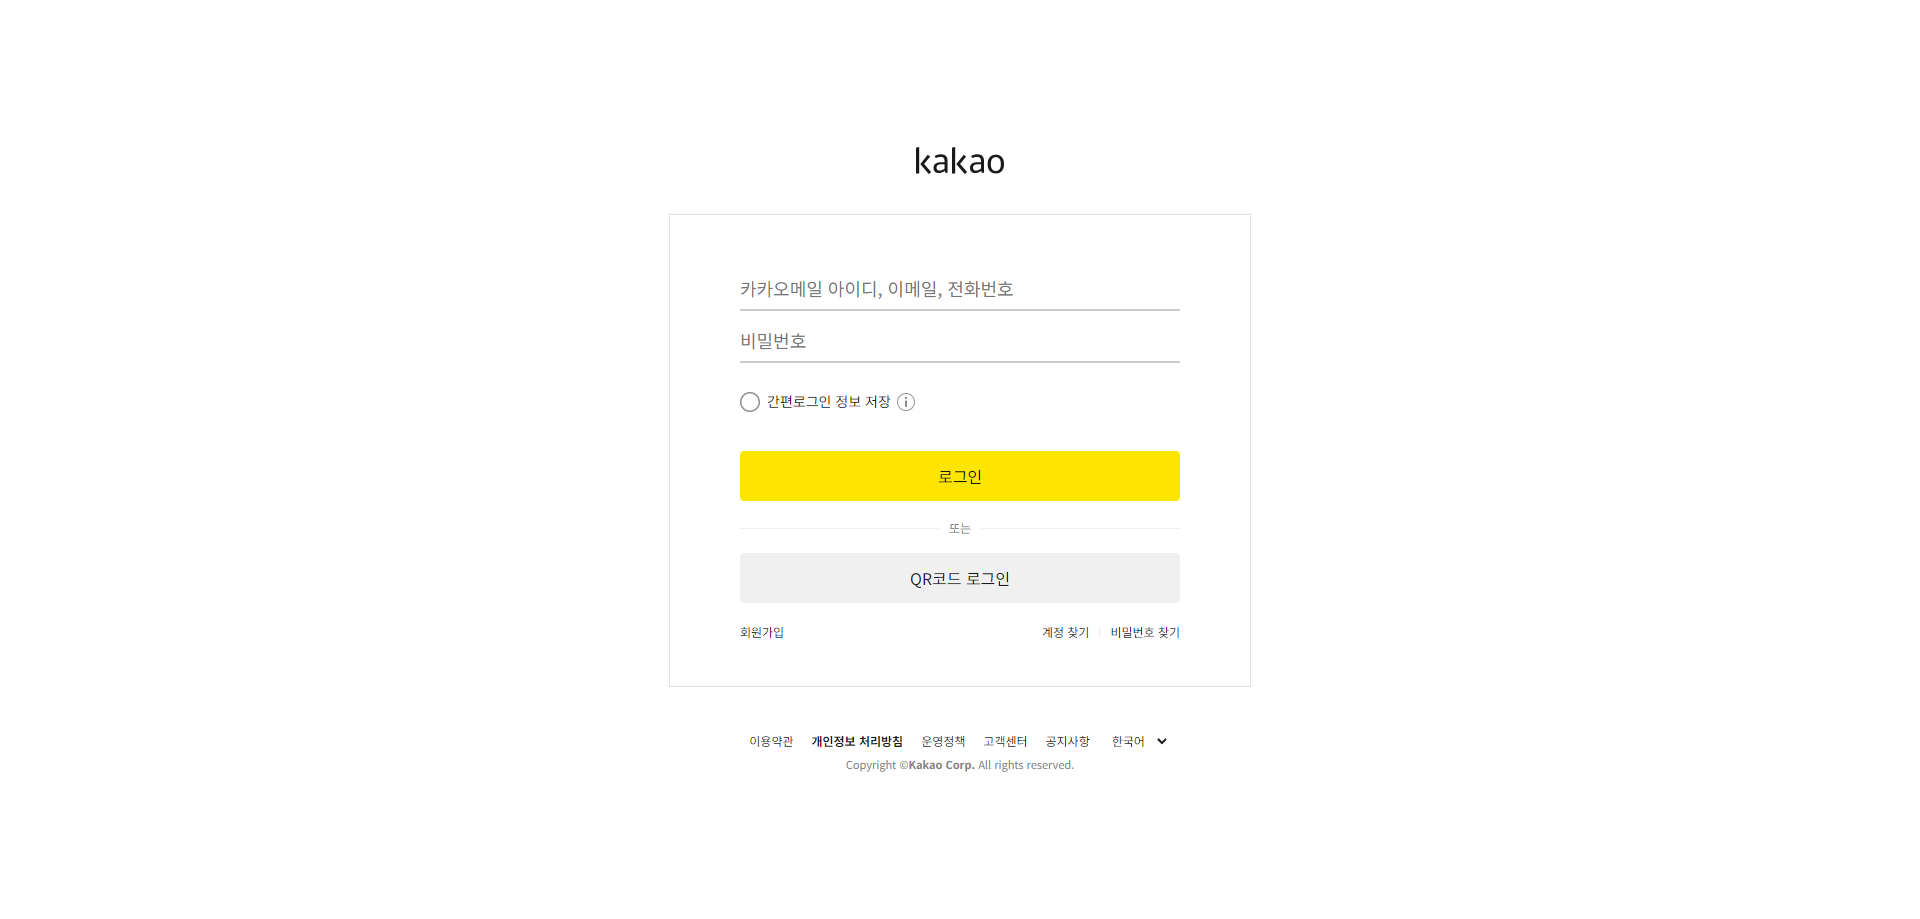 kakao
카카오메일 아이디, 이메일, 전화번호
비밀번호
간편로그인 정보 저장
로그인
또는
QR코드 로그인
회원가입 계정 찾기 비밀번호 찾기
이용약관 개인정보 처리방침 운영정책 고객센터 공지사항 한국어
Copyright ©Kakao Corp. All rights reserved.